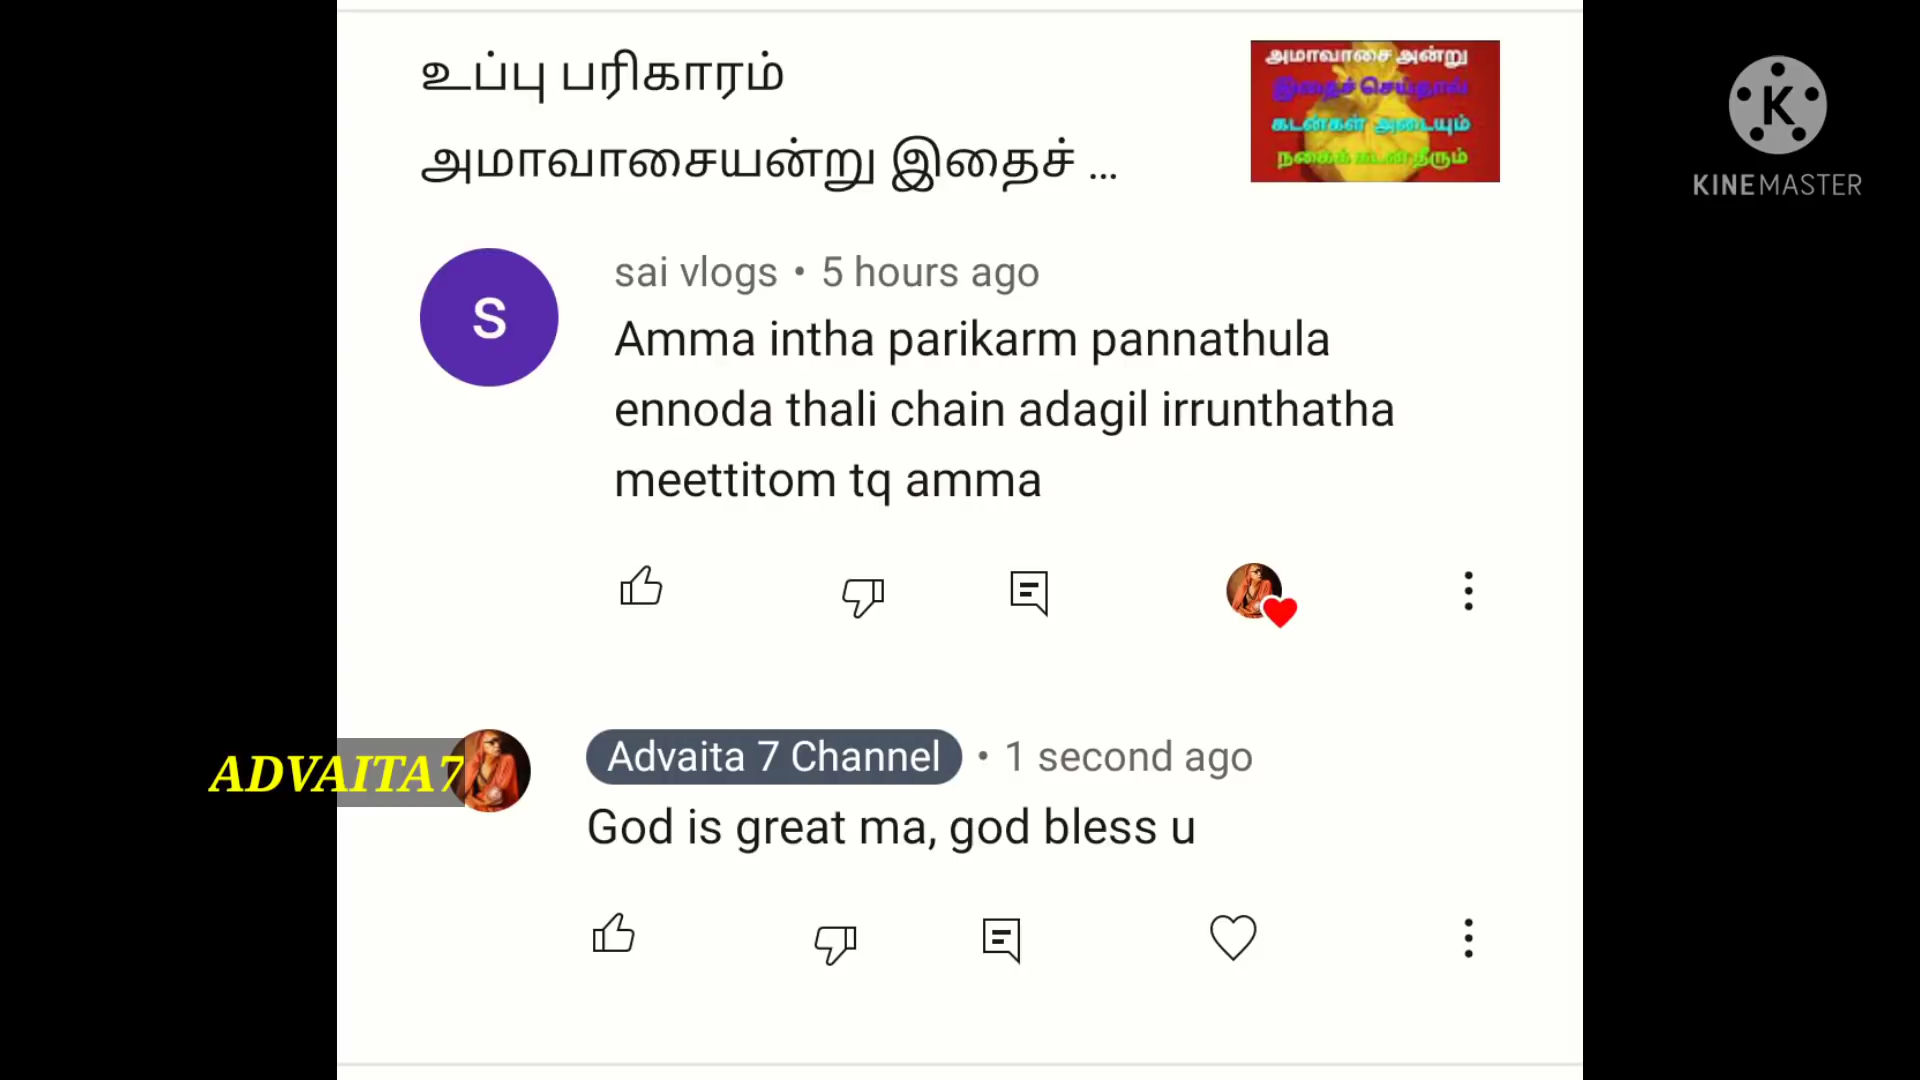 உப்பு பரிகாரம்
அமாவாசையன்று இதைச் ...
அமாவாசை அன்று
இதைச் செய்தால்
கடன்கள் அடையும்
நகைக் கடன் தீரும்
K
KINEMASTER
S
sai vlogs • 5 hours ago
Amma intha parikarm pannathula
ennoda thali chain adagil irrunthatha
meettitom tq amma
ADVAITA7
Advaita 7 Channel • 1 second ago
God is great ma, god bless u